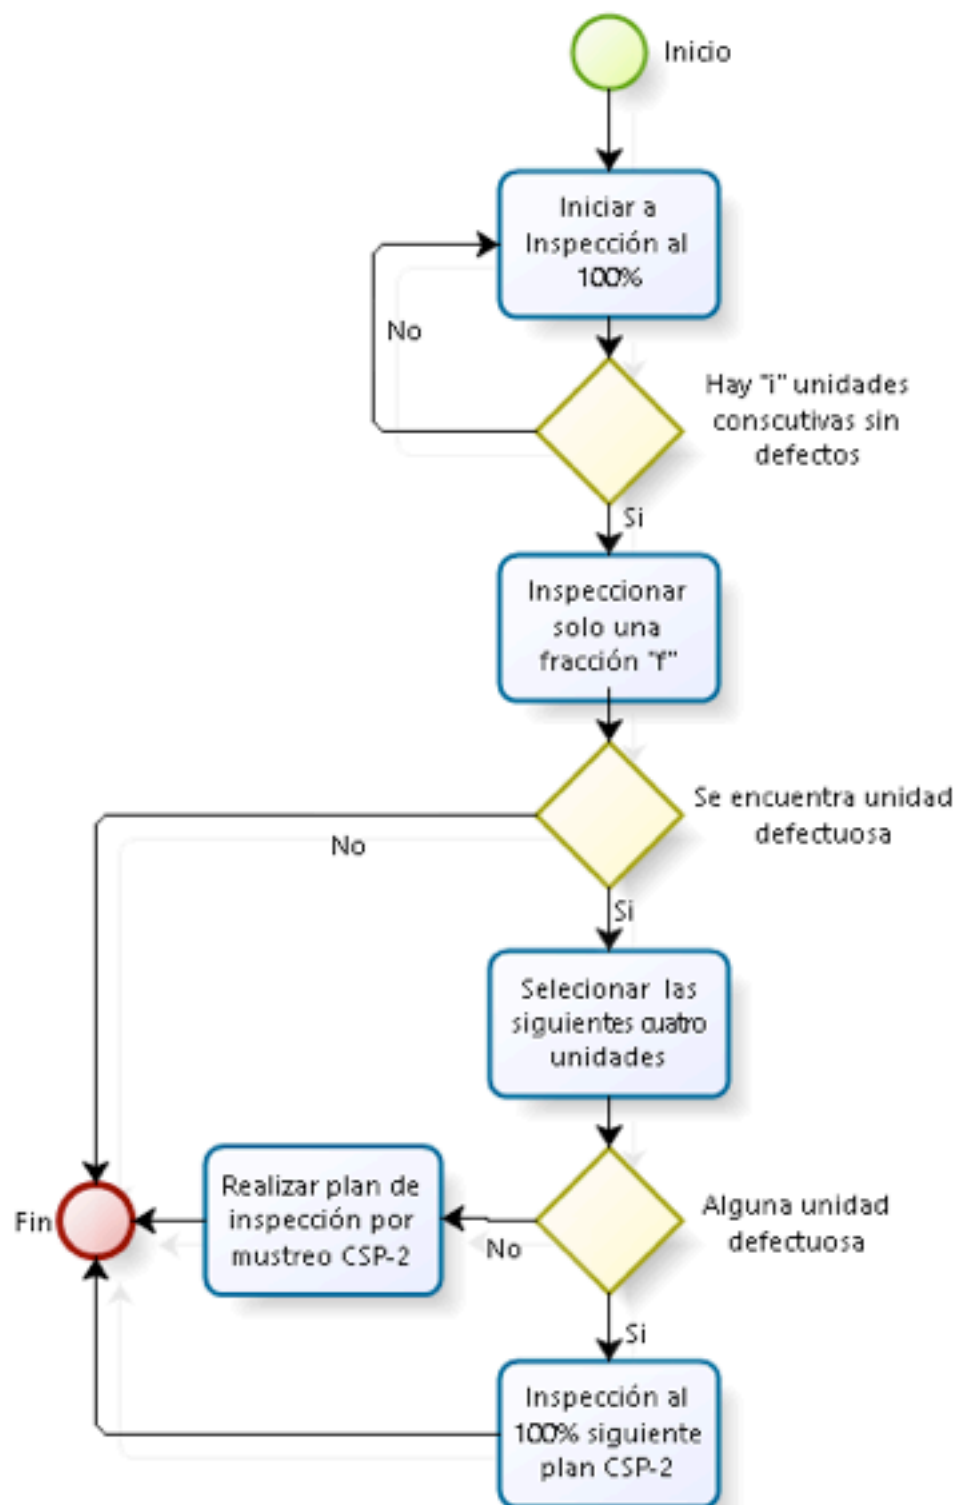 Inicio
Iniciar a
Inspección al
100%
No
Hay "i" unidades
conscutivas sin
defectos
Si
Inspeccionar
solo una
fracción "f"
Se encuentra unidad
defectuosa
No
Si
Selecionar las
siguientes cuatro
unidades
Alguna unidad
defectuosa
No
Realizar plan de
inspección por
mustreo CSP-2
Fin
Si
Inspección al
100% siguiente
plan CSP-2